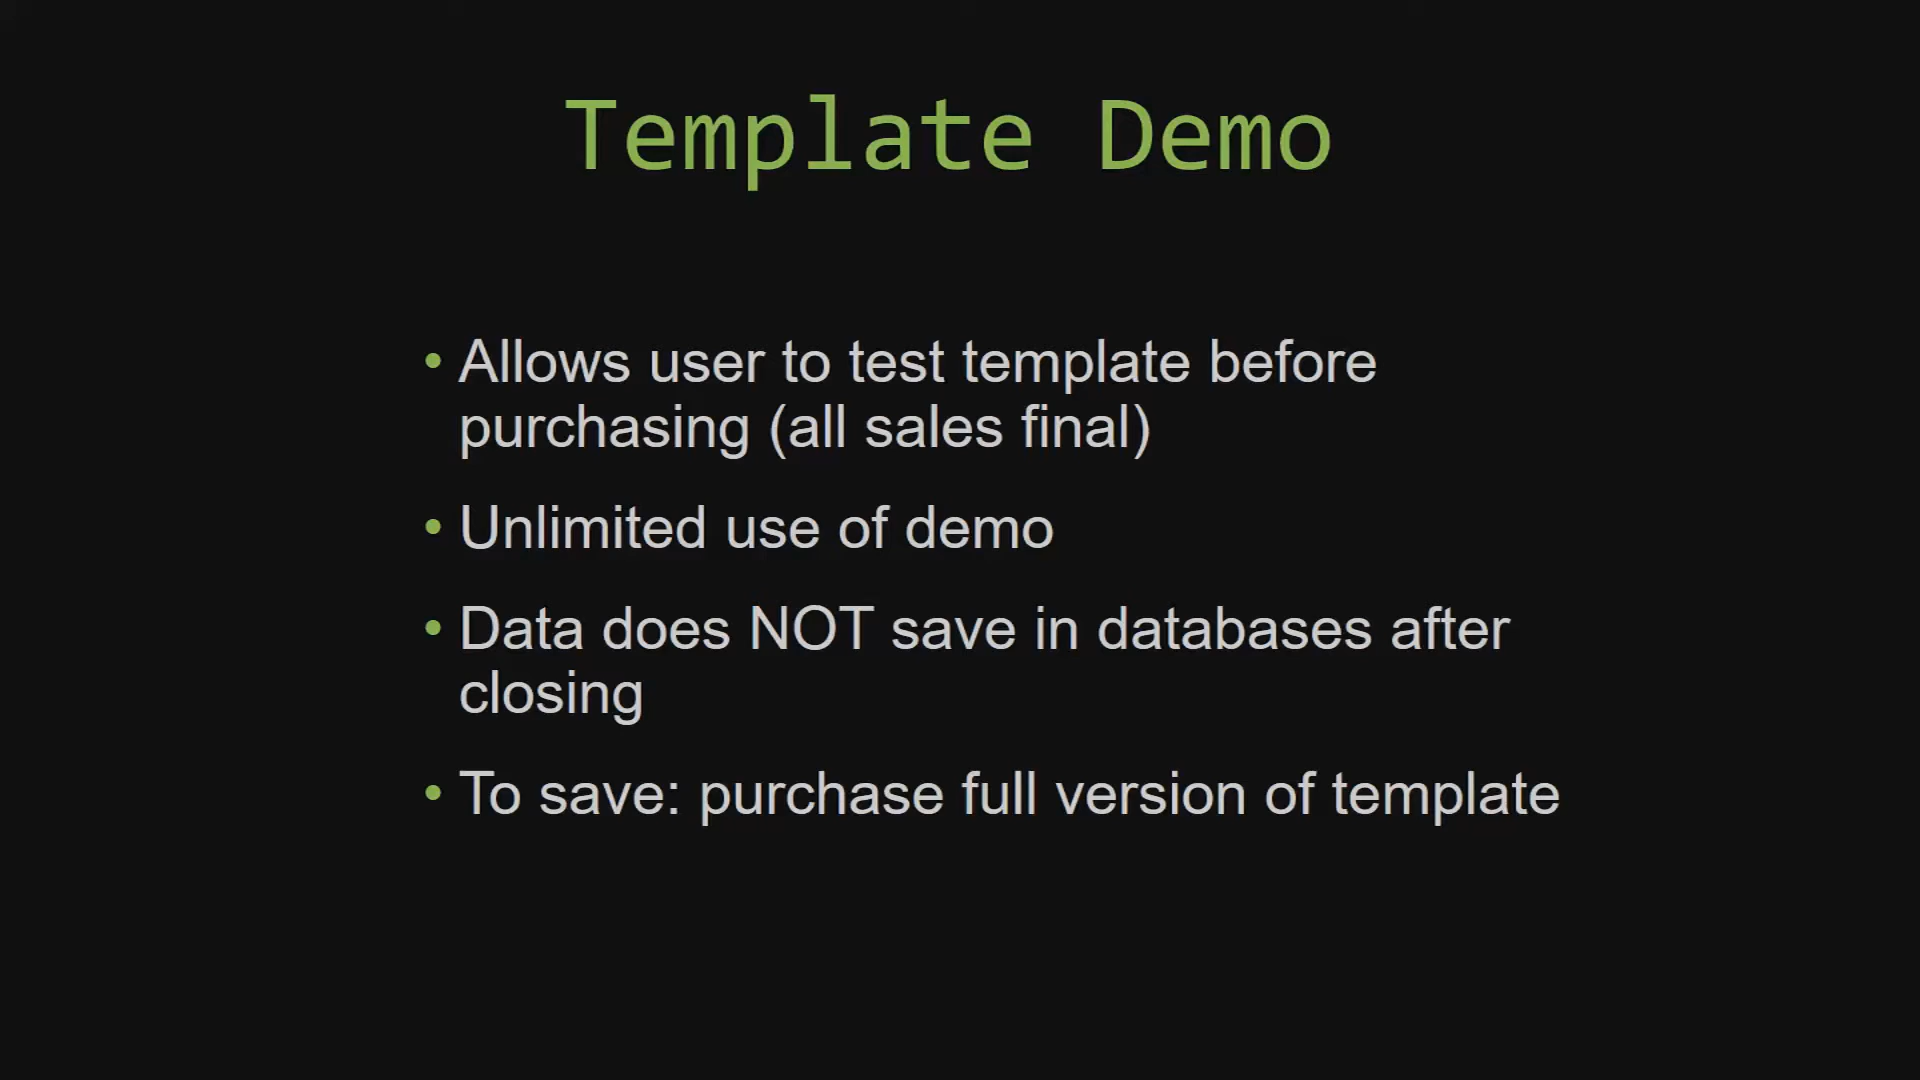 Template Demo
• Allows user to test template before
purchasing (all sales final)
• Unlimited use of demo
• Data does NOT save in databases after
closing
• To save: purchase full version of template